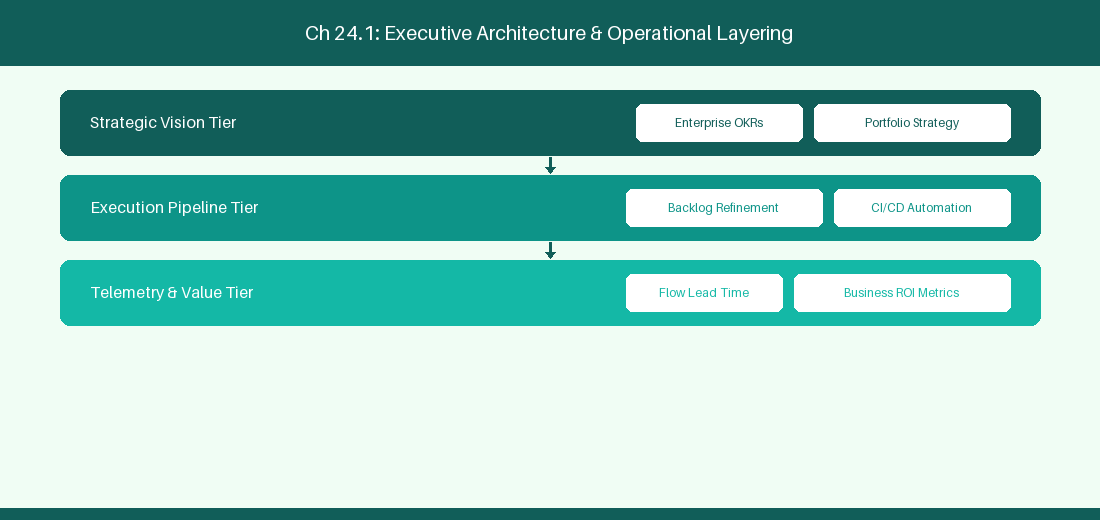 Ch 24.1: Executive Architecture & Operational Layering
Strategic Vision Tier
Enterprise OKRs
Portfolio Strategy
Execution Pipeline Tier
Backlog Refinement
CI/CD Automation
Telemetry & Value Tier
Flow Lead Time
Business ROI Metrics